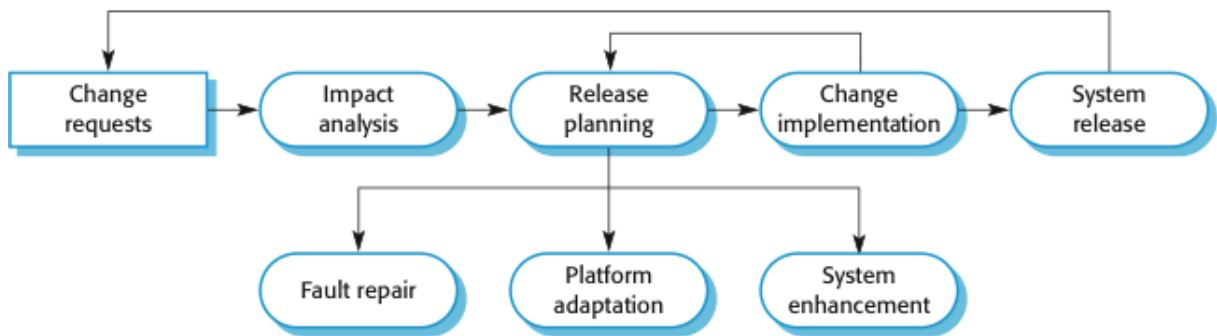 Change
requests
Impact
analysis
Release
planning
Change
implementation
System
release
Fault repair
Platform
adaptation
System
enhancement